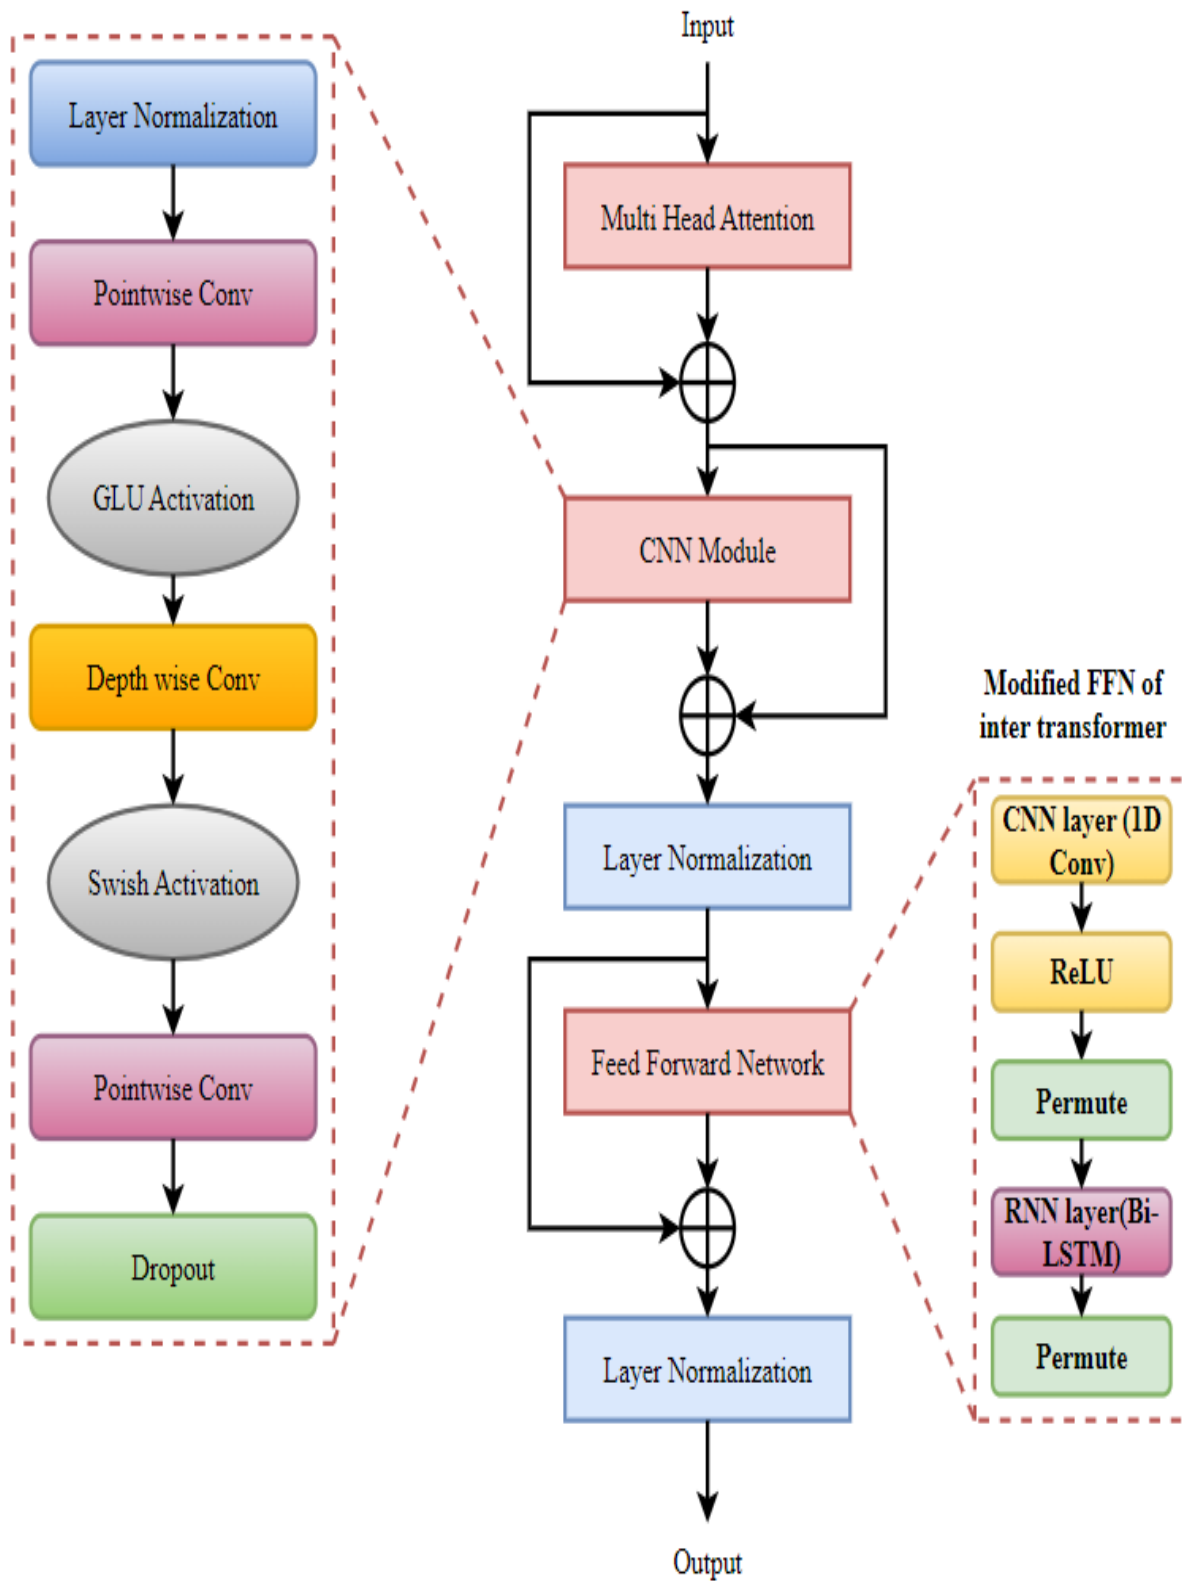 Layer Normalization
Pointwise Conv
GLU Activation
Depth wise Conv
Swish Activation
Pointwise Conv
Dropout
Input
Multi Head Attention
CNN Module
Layer Normalization
Feed Forward Network
Layer Normalization
Output
Modified FFN of
inter transformer
CNN layer (1D
Conv)
ReLU
Permute
RNN layer(Bi-
LSTM)
Permute